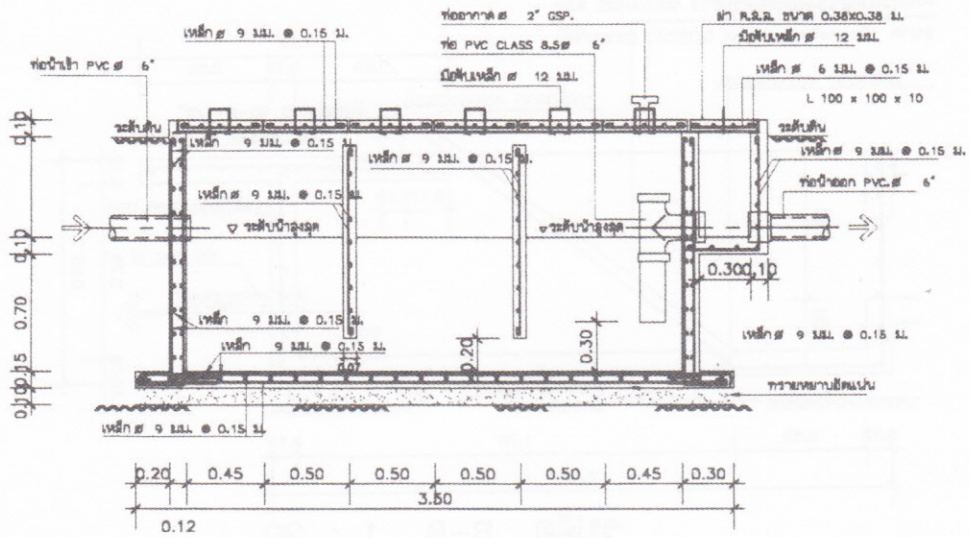 ท่ออากาศ ø 2" GSP.
ฝา ค.ส.ล. ขนาด 0.38x0.38 ม.
เหล็ก ø 9 มม. @ 0.15 ม.
ท่อ PVC CLASS 8.5 ø 6"
มือจับเหล็ก ø 12 มม.
ท่อน้ำเข้า PVC ø 6"
มือจับเหล็ก ø 12 มม.
เหล็ก ø 6 มม. @ 0.15 ม.
L 100 x 100 x 10
0.10
ระดับดิน
ระดับดิน
เหล็ก 9 มม. @ 0.15 ม.
เหล็ก ø 9 มม. @ 0.15 ม.
เหล็ก ø 9 มม. @ 0.15 ม.
เหล็ก ø 9 มม. @ 0.15 ม.
ท่อน้ำออก PVC. ø 6"
0.10
ระดับน้ำสูงสุด
ระดับน้ำสูงสุด
0.30
0.10
0.70
เหล็ก 9 มม. @ 0.15 ม.
เหล็ก ø 9 มม. @ 0.15 ม.
เหล็ก 9 มม. @ 0.15 ม.
0.07
0.20
0.30
0.15
0.10
ทรายหยาบอัดแน่น
เหล็ก ø 9 มม. @ 0.15 ม.
0.20 0.45 0.50 0.50 0.50 0.50 0.45 0.30
3.50
0.12